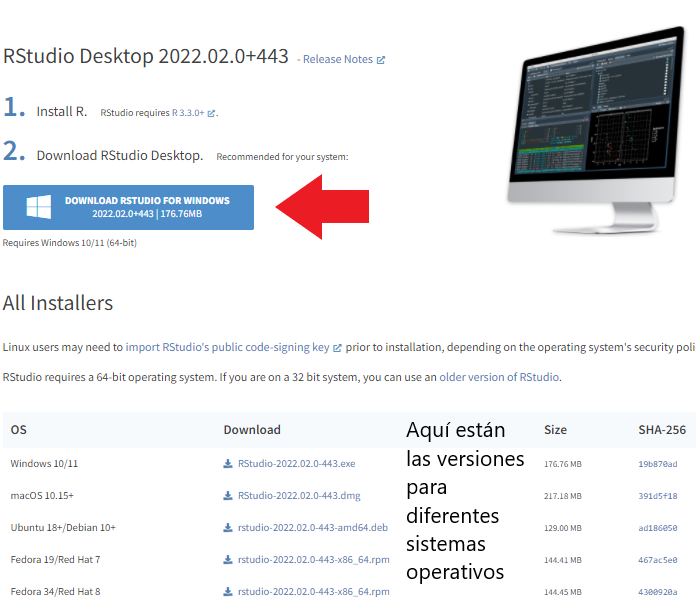 RStudio Desktop 2022.02.0+443 - Release Notes
1. Install R. RStudio requires R 3.3.0+.
2. Download RStudio Desktop. Recommended for your system:
DOWNLOAD RSTUDIO FOR WINDOWS
2022.02.0+443 | 176.76MB
Requires Windows 10/11 (64-bit)
All Installers
Linux users may need to import RStudio's public code-signing key prior to installation, depending on the operating system's security poli
RStudio requires a 64-bit operating system. If you are on a 32 bit system, you can use an older version of RStudio.
OS Download Size SHA-256
Windows 10/11 RStudio-2022.02.0-443.exe 176.76 MB 19b870ad
macOS 10.15+ RStudio-2022.02.0-443.dmg 217.18 MB 391d5f18
Ubuntu 18+/Debian 10+ rstudio-2022.02.0-443-amd64.deb 129.00 MB ad186050
Fedora 19/Red Hat 7 rstudio-2022.02.0-443-x86_64.rpm 144.41 MB 467ac5e0
Fedora 34/Red Hat 8 rstudio-2022.02.0-443-x86_64.rpm 144.45 MB 4300920a
Aquí están
las versiones
para
diferentes
sistemas
operativos